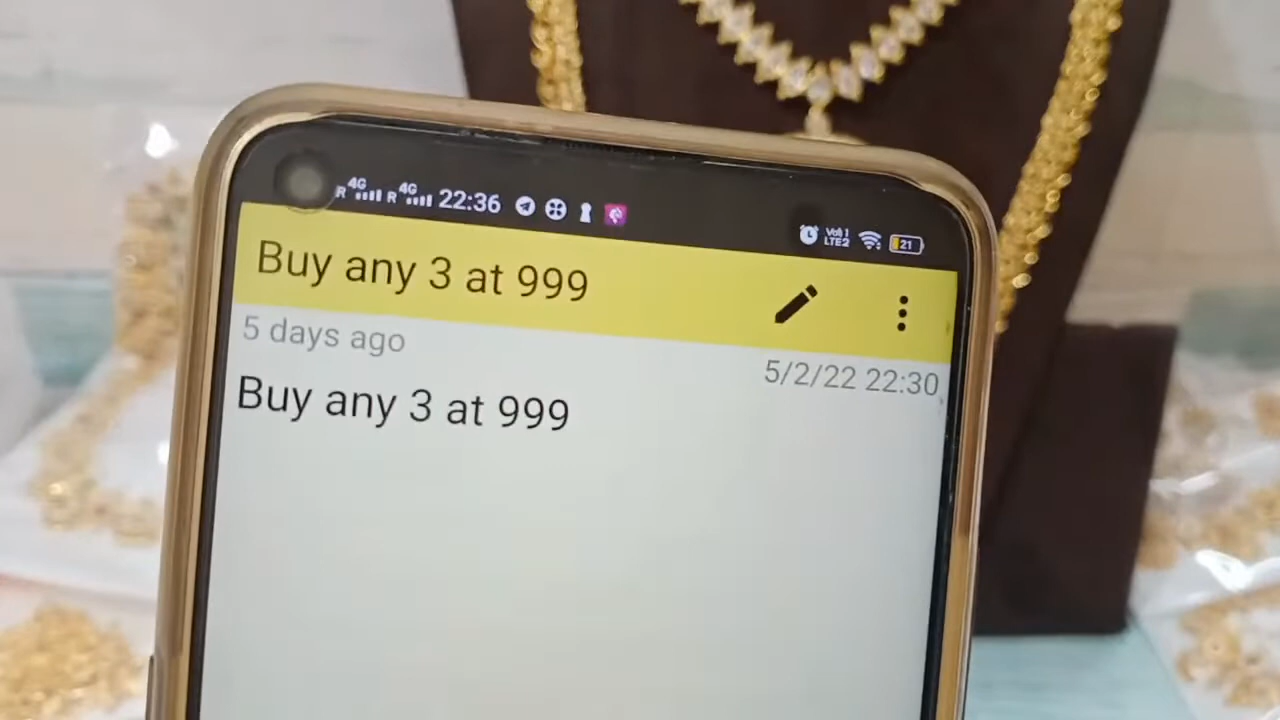 R 4G R 4G 22:36 Vo) 1 LTE2 21
Buy any 3 at 999
5 days ago
5/2/22 22:30
Buy any 3 at 999